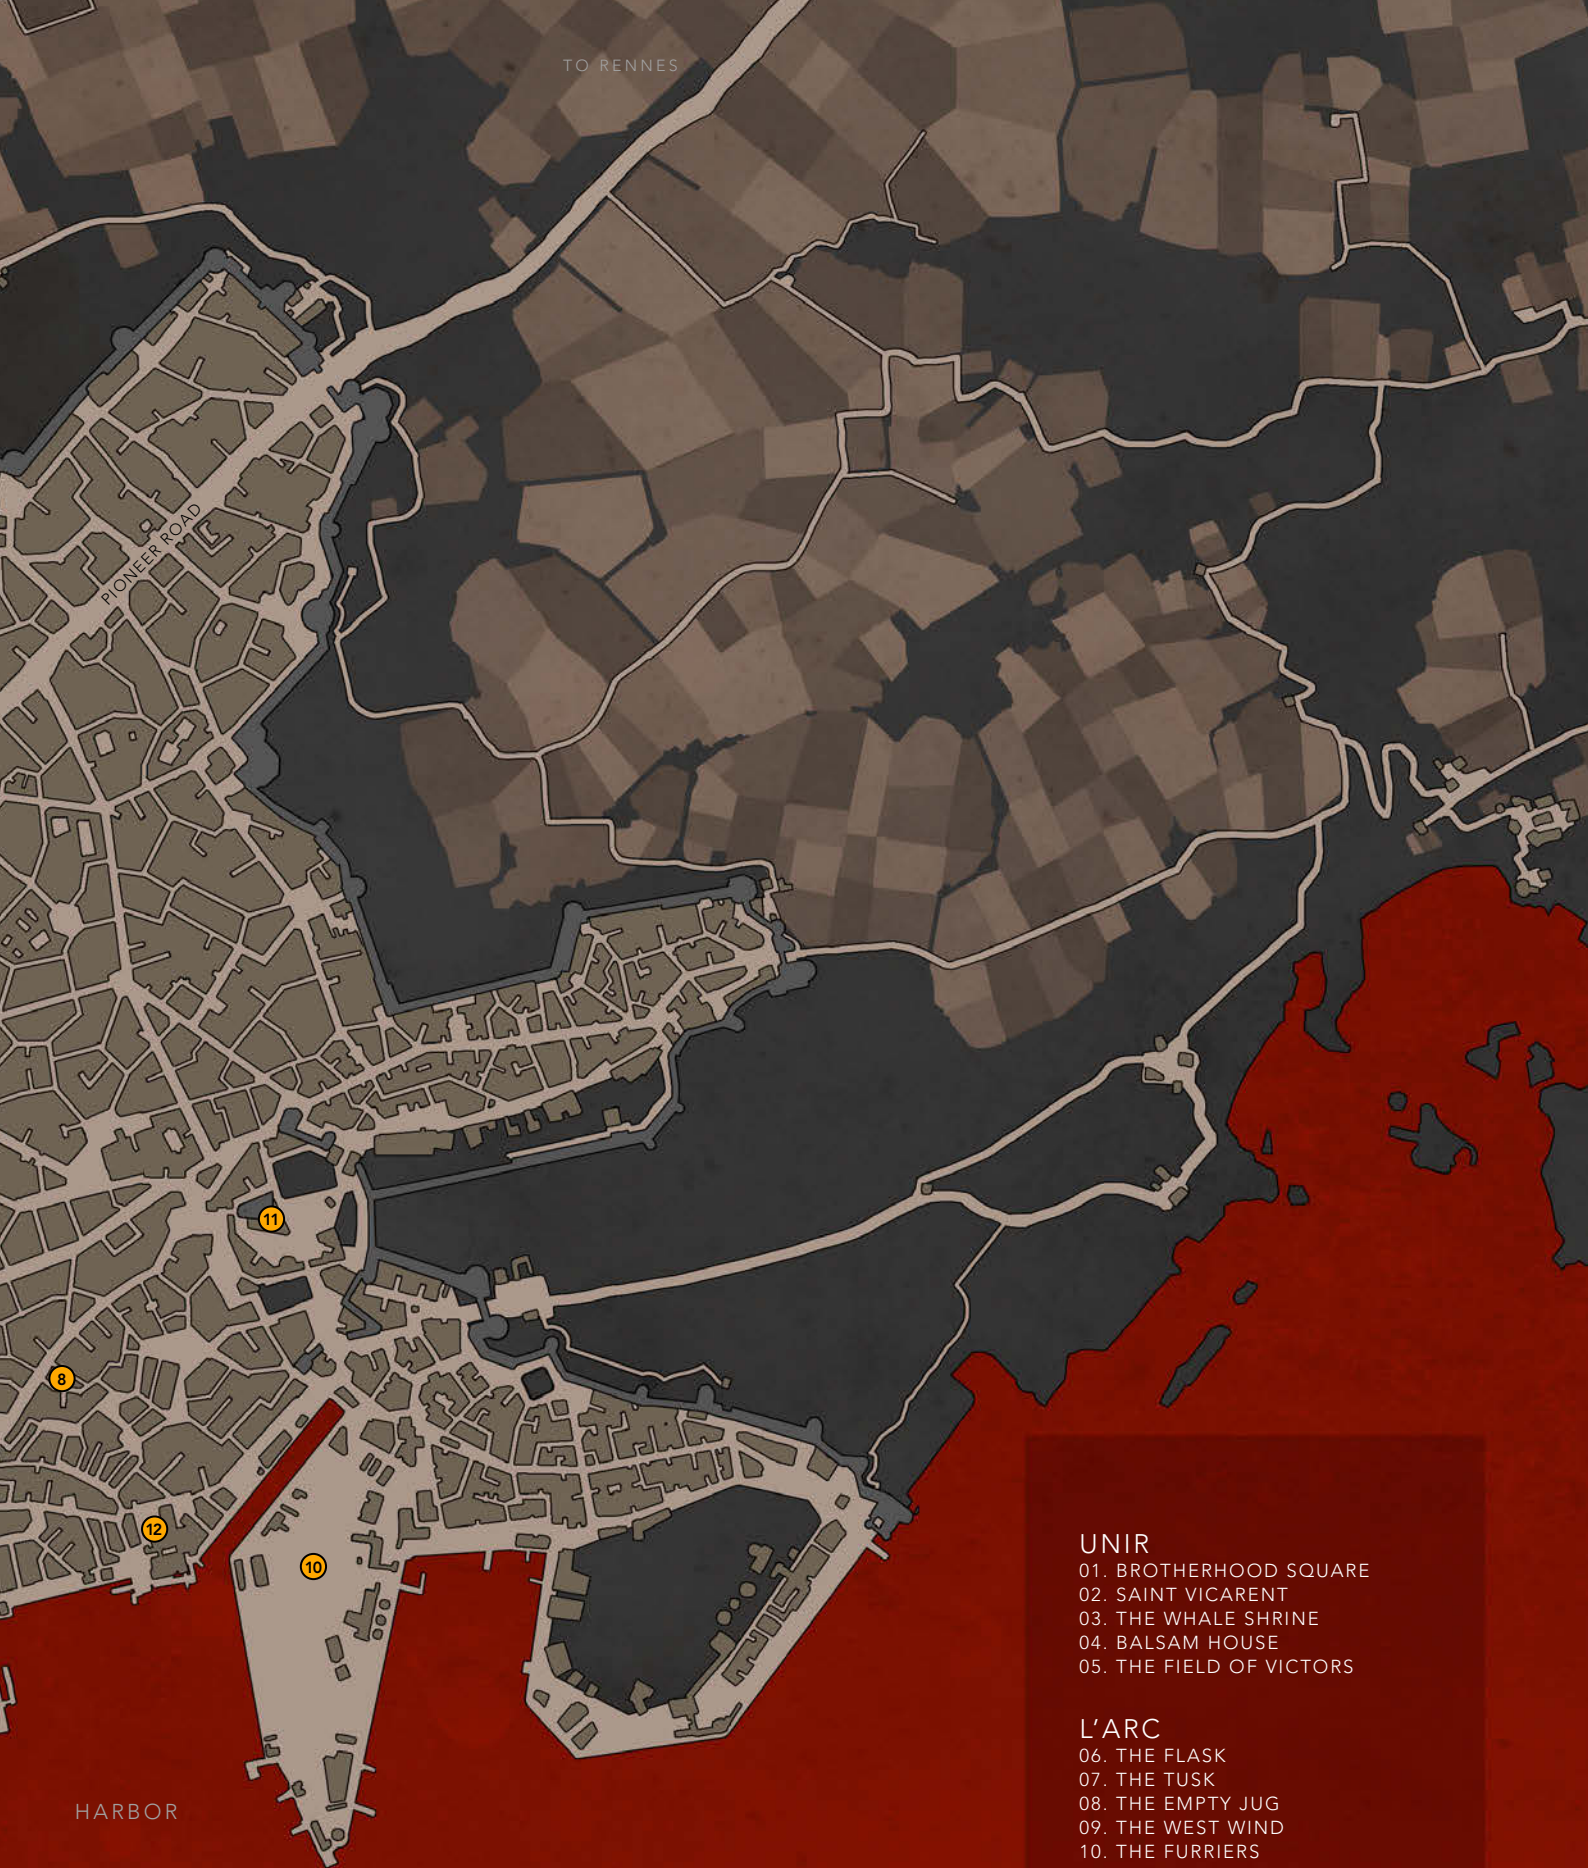 TO RENNES
PIONEER ROAD
11
8
12
10
UNIR
01. BROTHERHOOD SQUARE
02. SAINT VICARENT
03. THE WHALE SHRINE
04. BALSAM HOUSE
05. THE FIELD OF VICTORS
L'ARC
06. THE FLASK
07. THE TUSK
08. THE EMPTY JUG
09. THE WEST WIND
10. THE FURRIERS
HARBOR